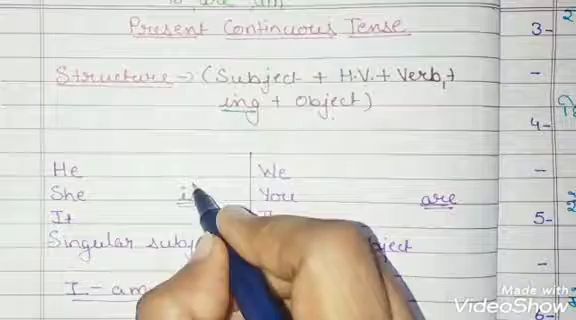 Present Continuous Tense
Structure → (Subject + H.V. + Verb₁ +
ing + Object)
He
She
It
Singular
I - am
We
You are
3-
-
4-
-
5-
-
6-
Made with
VideoShow